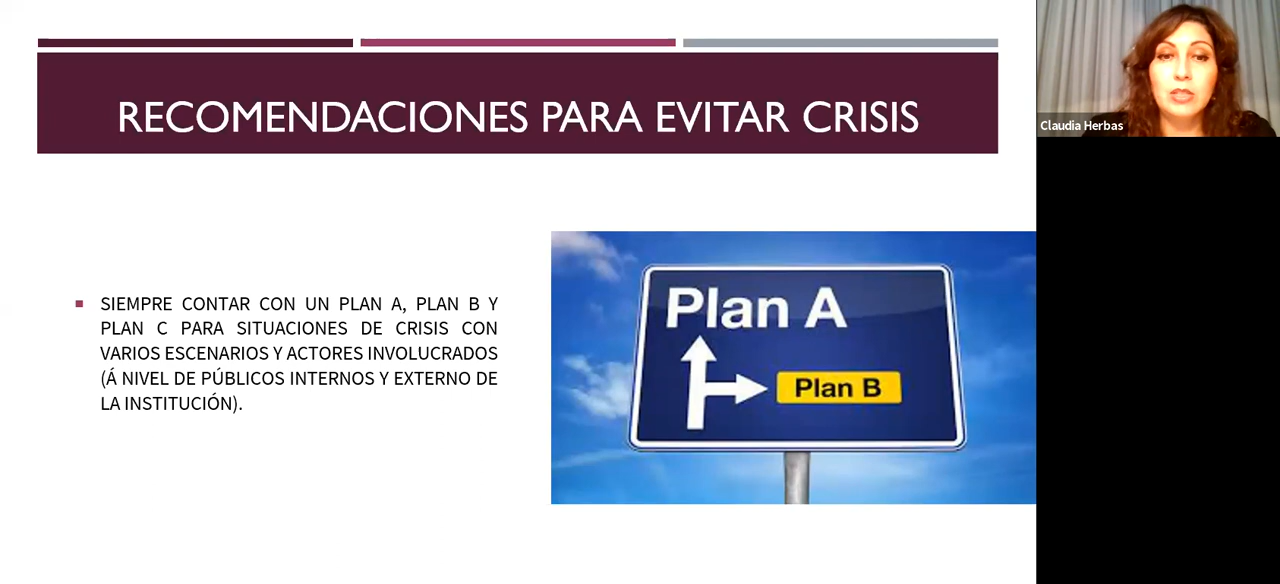 RECOMENDACIONES PARA EVITAR CRISIS
Claudia Herbas
SIEMPRE CONTAR CON UN PLAN A, PLAN B Y
PLAN C PARA SITUACIONES DE CRISIS CON
VARIOS ESCENARIOS Y ACTORES INVOLUCRADOS
(Á NIVEL DE PÚBLICOS INTERNOS Y EXTERNO DE
LA INSTITUCIÓN).
Plan A
Plan B